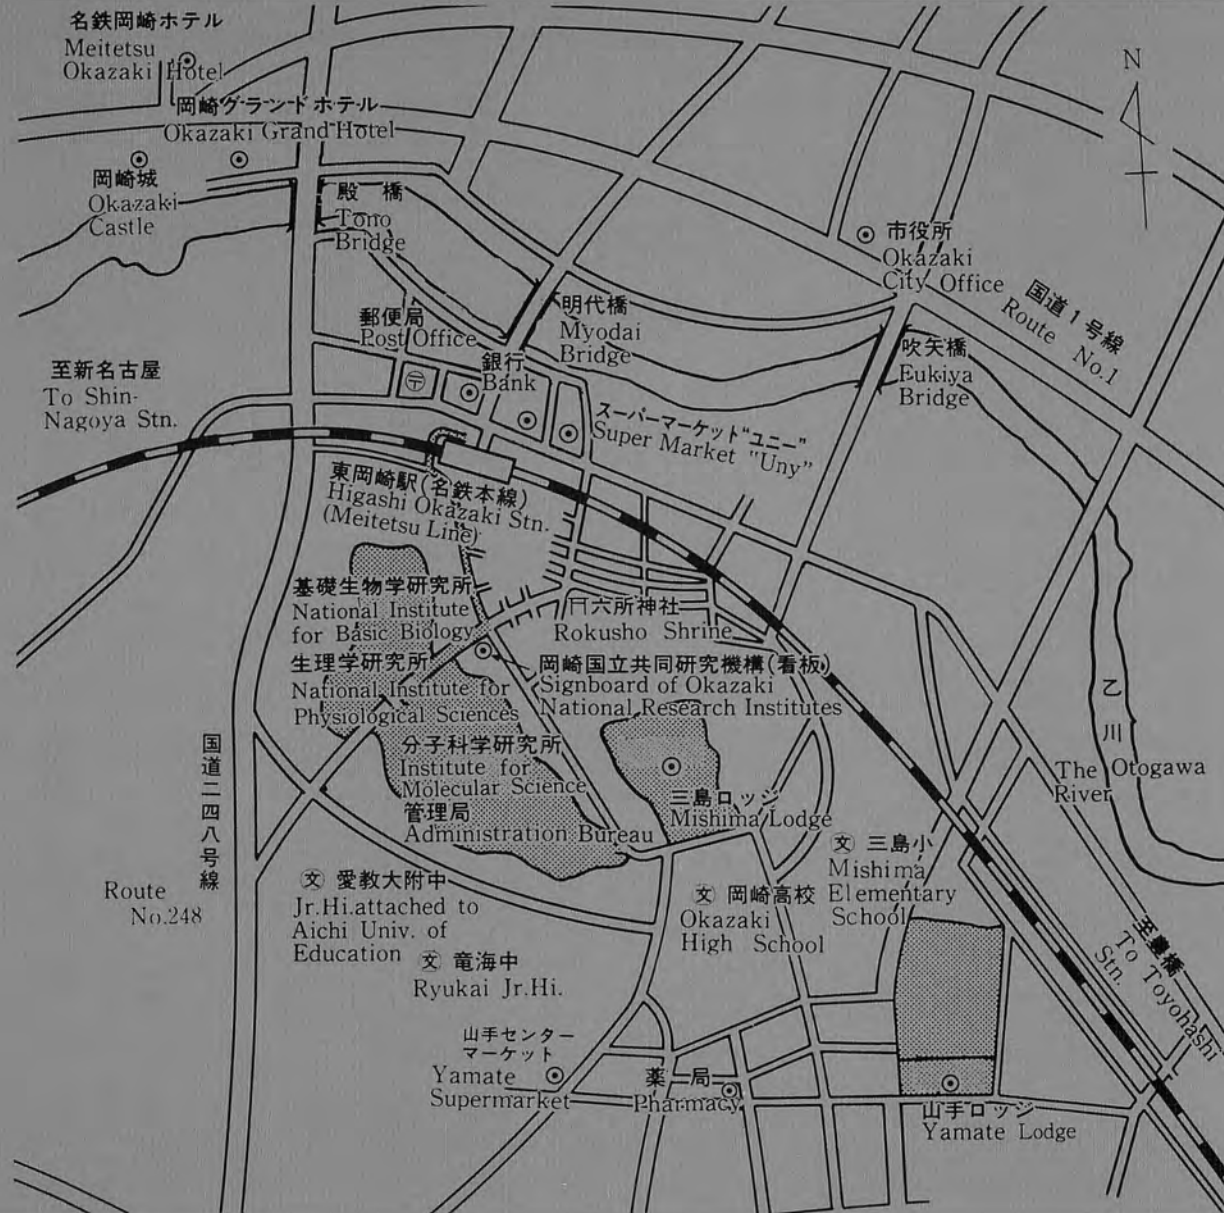 名鉄岡崎ホテル
Meitetsu
Okazaki Hotel
岡崎グランドホテル
Okazaki Grand Hotel
岡崎城
Okazaki
Castle
殿橋
Tono
Bridge
N
市役所
Okazaki
City Office
国道1号線
Route No.1
郵便局
Post Office
〒
明代橋
Myodai
Bridge
吹矢橋
Eukiya
Bridge
銀行
Bank
至新名古屋
To Shin-
Nagoya Stn.
スーパーマーケット“ユニー”
Super Market "Uny"
東岡崎駅(名鉄本線)
Higashi Okazaki Stn.
(Meitetsu Line)
基礎生物学研究所
National Institute
for Basic Biology
六所神社
Rokusho Shrine
生理学研究所
National Institute for
Physiological Sciences
岡崎国立共同研究機構(看板)
Signboard of Okazaki
National Research Institutes
乙川
The Otogawa
River
国道二四八号線
Route
No.248
分子科学研究所
Institute for
Molecular Science
管理局
Administration Bureau
三島ロッジ
Mishima Lodge
文 三島小
Mishima
Elementary
School
文 愛教大附中
Jr.Hi.attached to
Aichi Univ. of
Education
文 岡崎高校
Okazaki
High School
文 竜海中
Ryukai Jr.Hi.
至豊橋
To Toyohashi
Stn.
山手センター
マーケット
Yamate
Supermarket
薬局
Pharmacy
山手ロッジ
Yamate Lodge